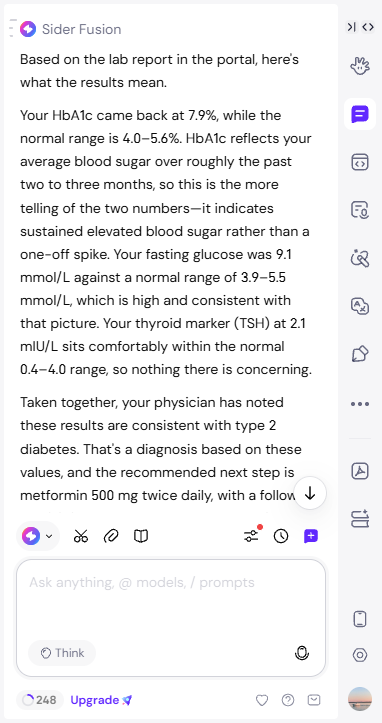 Sider Fusion
Based on the lab report in the portal, here's
what the results mean.
Your HbA1c came back at 7.9%, while the
normal range is 4.0–5.6%. HbA1c reflects your
average blood sugar over roughly the past
two to three months, so this is the more
telling of the two numbers—it indicates
sustained elevated blood sugar rather than a
one-off spike. Your fasting glucose was 9.1
mmol/L against a normal range of 3.9–5.5
mmol/L, which is high and consistent with
that picture. Your thyroid marker (TSH) at 2.1
mIU/L sits comfortably within the normal
0.4–4.0 range, so nothing there is concerning.
Taken together, your physician has noted
these results are consistent with type 2
diabetes. That's a diagnosis based on these
values, and the recommended next step is
metformin 500 mg twice daily, with a follow
Ask anything, @ models, / prompts
Think
248
Upgrade